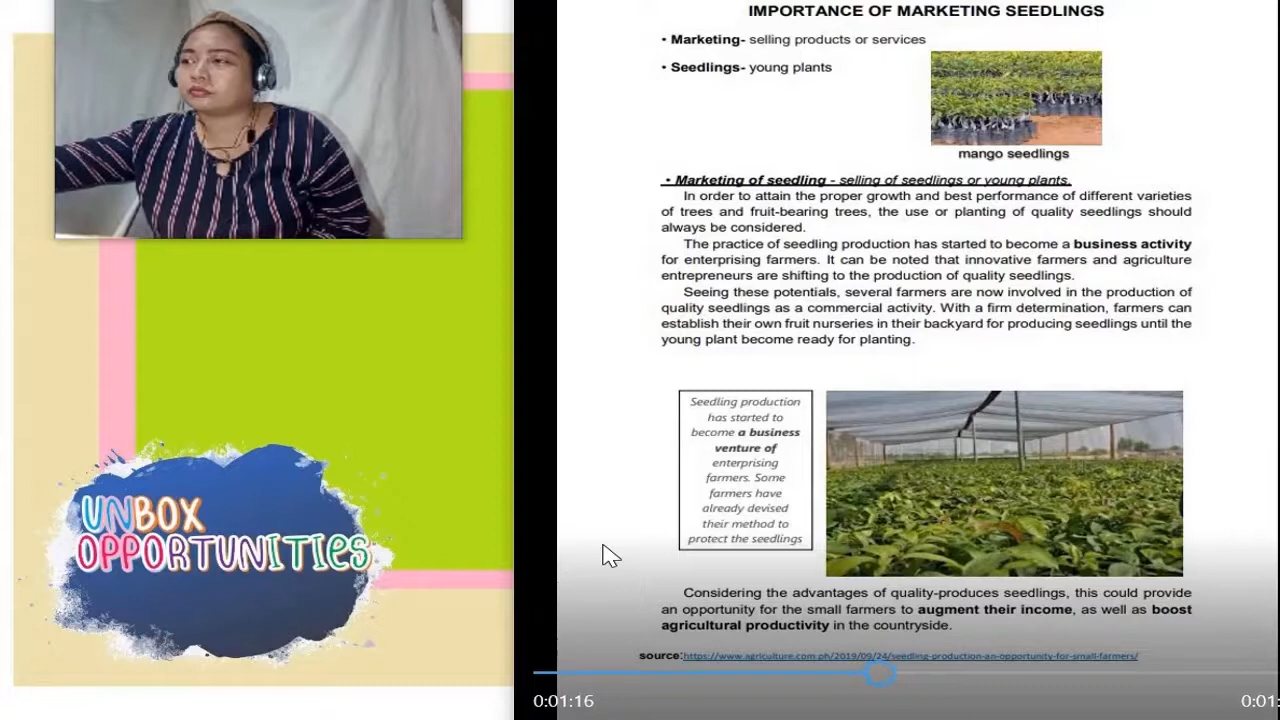 IMPORTANCE OF MARKETING SEEDLINGS
• Marketing- selling products or services
• Seedlings- young plants
mango seedlings
• Marketing of seedling - selling of seedlings or young plants.
In order to attain the proper growth and best performance of different varieties
of trees and fruit-bearing trees, the use or planting of quality seedlings should
always be considered.
The practice of seedling production has started to become a business activity
for enterprising farmers. It can be noted that innovative farmers and agriculture
entrepreneurs are shifting to the production of quality seedlings.
Seeing these potentials, several farmers are now involved in the production of
quality seedlings as a commercial activity. With a firm determination, farmers can
establish their own fruit nurseries in their backyard for producing seedlings until the
young plant become ready for planting.
Seedling production
has started to
become a business
venture of
enterprising
farmers. Some
farmers have
already devised
their method to
protect the seedlings
Considering the advantages of quality-produces seedlings, this could provide
an opportunity for the small farmers to augment their income, as well as boost
agricultural productivity in the countryside.
source:https://www.agriculture.com.ph/2019/09/24/seedling-production-an-opportunity-for-small-farmers/
0:01:16
0:01:
UNBOX
OPPORTUNITIES